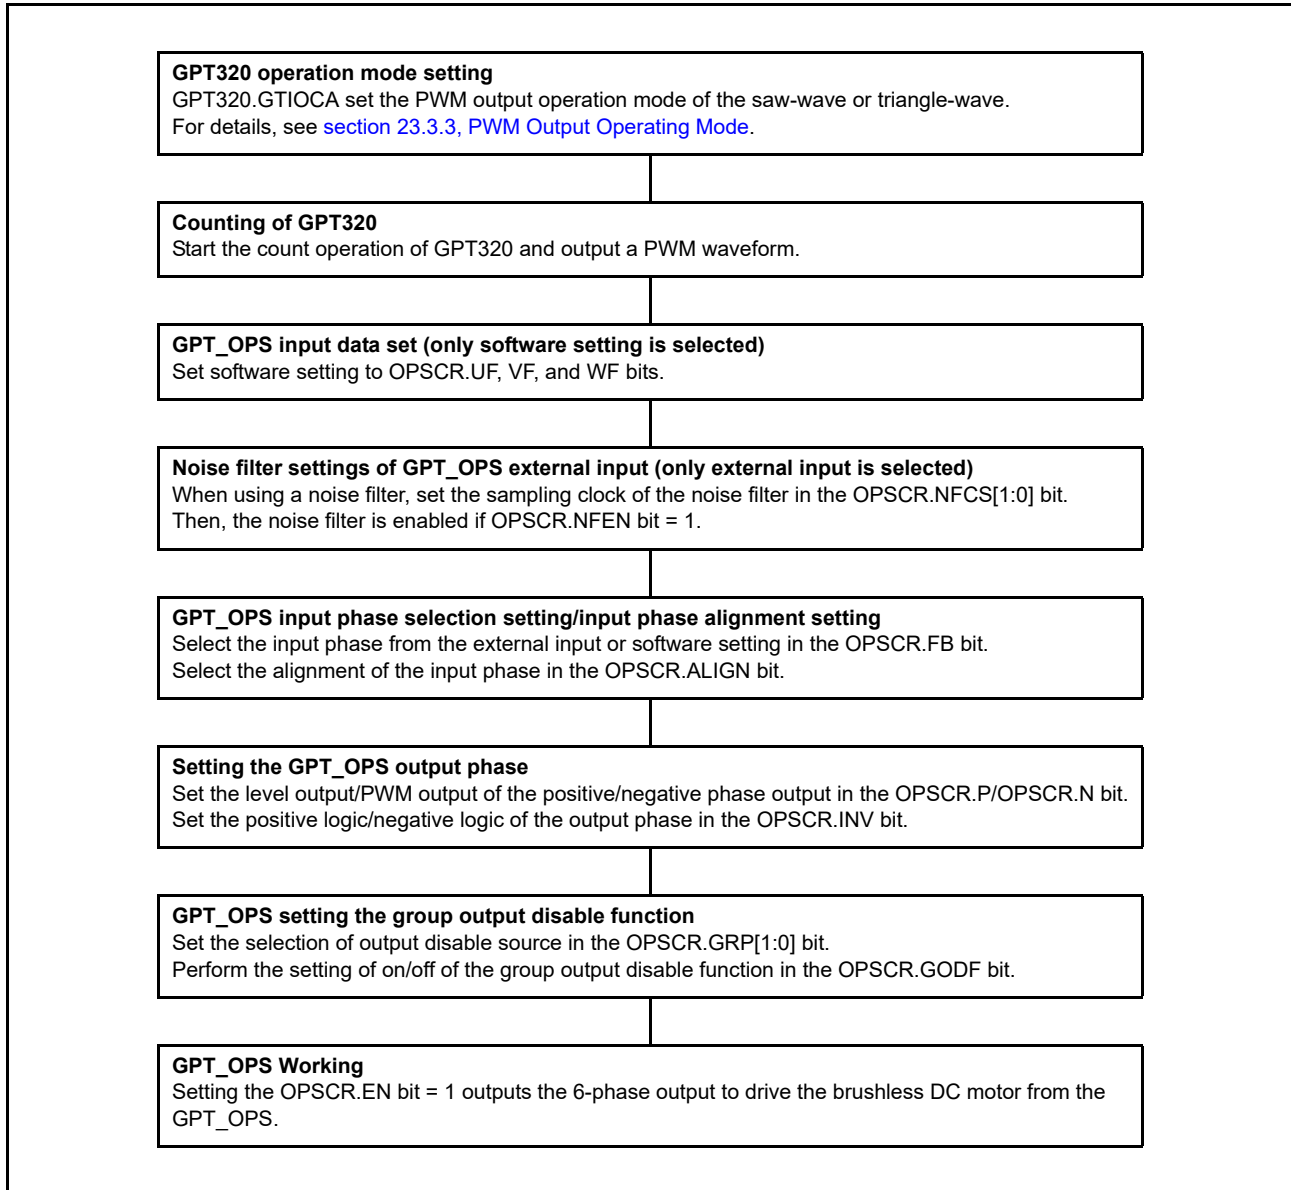 GPT320 operation mode setting
GPT320.GTIOCA set the PWM output operation mode of the saw-wave or triangle-wave.
For details, see section 23.3.3, PWM Output Operating Mode.
Counting of GPT320
Start the count operation of GPT320 and output a PWM waveform.
GPT_OPS input data set (only software setting is selected)
Set software setting to OPSCR.UF, VF, and WF bits.
Noise filter settings of GPT_OPS external input (only external input is selected)
When using a noise filter, set the sampling clock of the noise filter in the OPSCR.NFCS[1:0] bit.
Then, the noise filter is enabled if OPSCR.NFEN bit = 1.
GPT_OPS input phase selection setting/input phase alignment setting
Select the input phase from the external input or software setting in the OPSCR.FB bit.
Select the alignment of the input phase in the OPSCR.ALIGN bit.
Setting the GPT_OPS output phase
Set the level output/PWM output of the positive/negative phase output in the OPSCR.P/OPSCR.N bit.
Set the positive logic/negative logic of the output phase in the OPSCR.INV bit.
GPT_OPS setting the group output disable function
Set the selection of output disable source in the OPSCR.GRP[1:0] bit.
Perform the setting of on/off of the group output disable function in the OPSCR.GODF bit.
GPT_OPS Working
Setting the OPSCR.EN bit = 1 outputs the 6-phase output to drive the brushless DC motor from the
GPT_OPS.